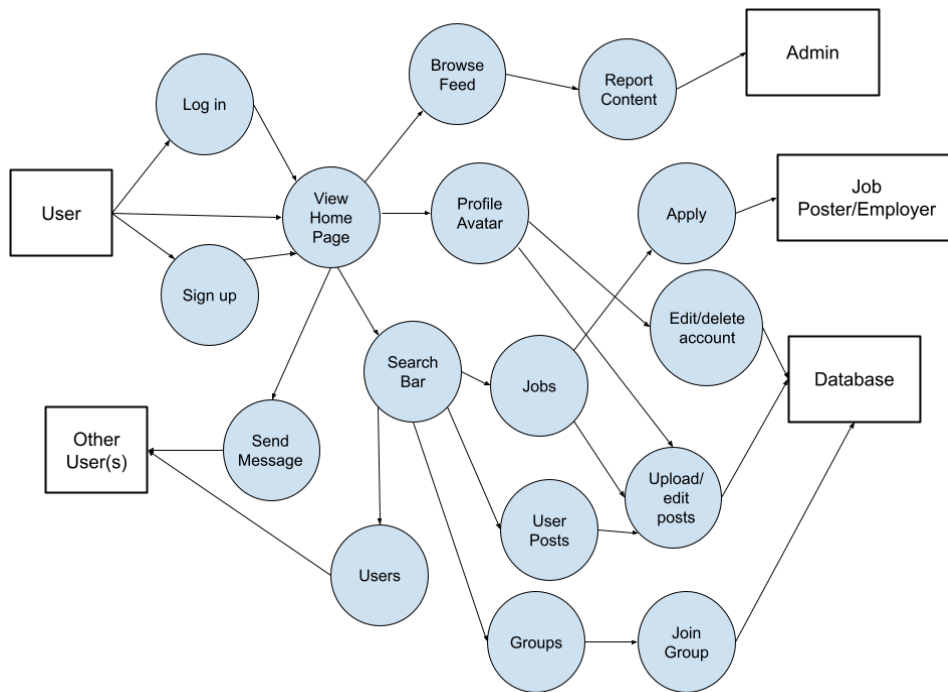 Admin
Browse
Feed
Report
Content
Log in
User
View
Home
Page
Profile
Avatar
Apply
Job
Poster/Employer
Sign up
Edit/delete
account
Search
Bar
Jobs
Database
Other
User(s)
Send
Message
Upload/
edit
posts
User
Posts
Users
Groups
Join
Group